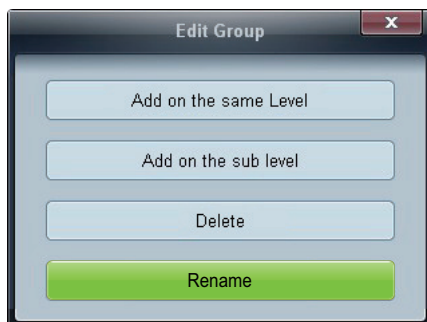 Edit Group
x
Add on the same Level
Add on the sub level
Delete
Rename